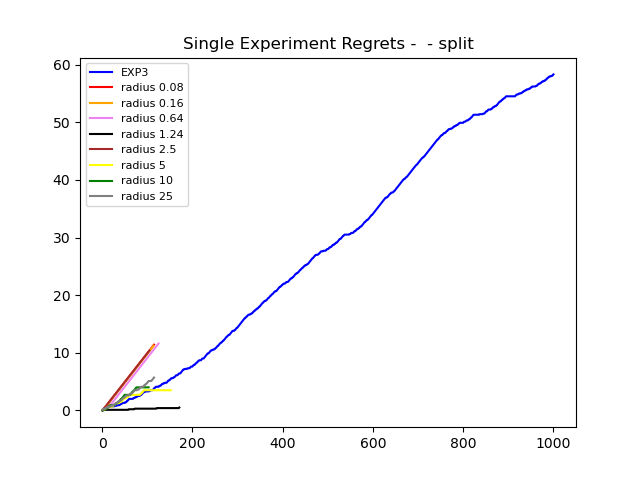 Single Experiment Regrets -  - split
60
50
40
30
20
10
0
EXP3
radius 0.08
radius 0.16
radius 0.64
radius 1.24
radius 2.5
radius 5
radius 10
radius 25
0 200 400 600 800 1000